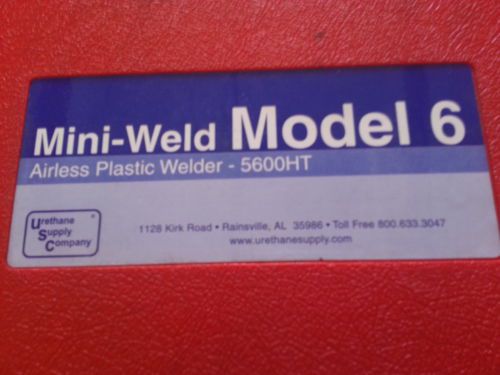 Mini-Weld Model 6
Airless Plastic Welder - 5600HT
Urethane
Supply
Company
1128 Kirk Road • Rainsville, AL 35986 • Toll Free 800.633.3047
www.urethanesupply.com